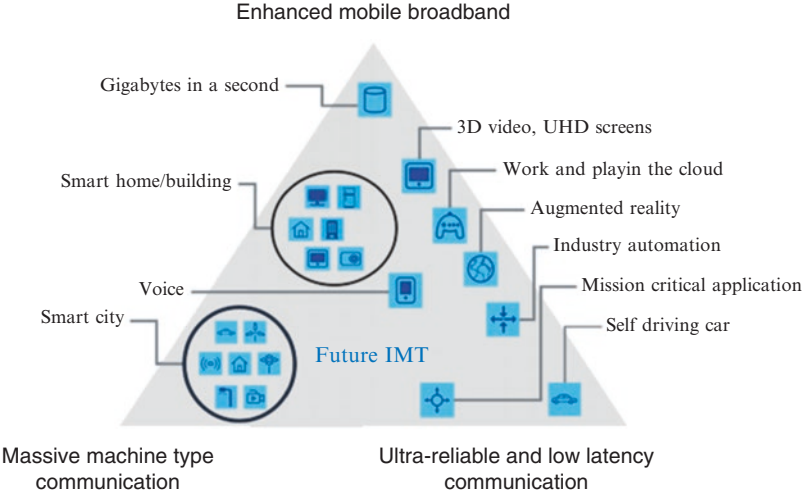 Enhanced mobile broadband
Gigabytes in a second
3D video, UHD screens
Work and playin the cloud
Smart home/building
Augmented reality
Industry automation
Mission critical application
Voice
Smart city
Self driving car
Future IMT
Massive machine type
communication
Ultra-reliable and low latency
communication